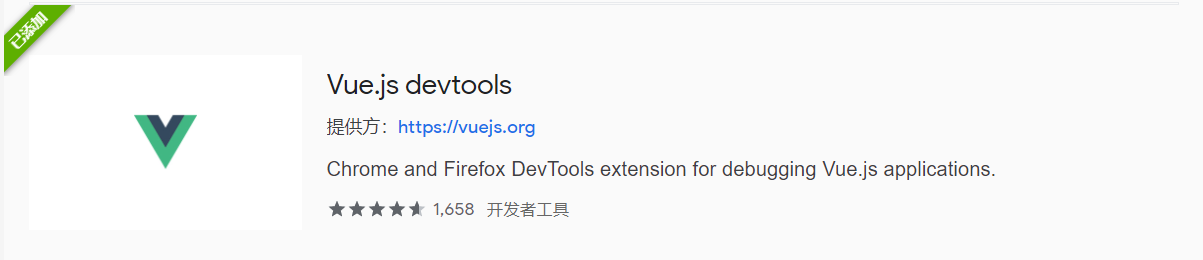 已添加
Vue.js devtools
提供方：https://vuejs.org
Chrome and Firefox DevTools extension for debugging Vue.js applications.
1,658 开发者工具